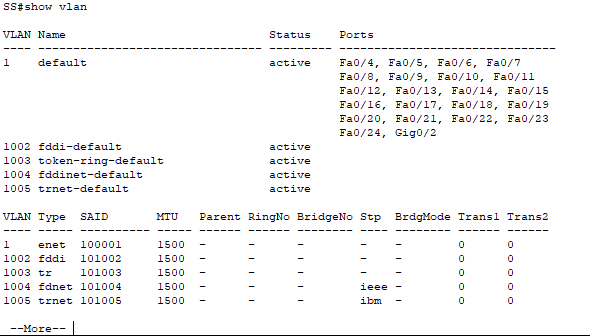 SS#show vlan
VLAN Name                             Status    Ports
---- -------------------------------- --------- -------------------------------
1    default                          active    Fa0/4, Fa0/5, Fa0/6, Fa0/7
                                                Fa0/8, Fa0/9, Fa0/10, Fa0/11
                                                Fa0/12, Fa0/13, Fa0/14, Fa0/15
                                                Fa0/16, Fa0/17, Fa0/18, Fa0/19
                                                Fa0/20, Fa0/21, Fa0/22, Fa0/23
                                                Fa0/24, Gig0/2
1002 fddi-default                     active
1003 token-ring-default               active
1004 fddinet-default                  active
1005 trnet-default                    active
VLAN Type  SAID       MTU   Parent RingNo BridgeNo Stp  BrdgMode Trans1 Trans2
---- ----- ---------- ----- ------ ------ -------- ---- -------- ------ ------
1    enet  100001     1500  -      -      -        -    -        0      0
1002 fddi  101002     1500  -      -      -        -    -        0      0
1003 tr    101003     1500  -      -      -        -    -        0      0
1004 fdnet 101004     1500  -      -      -        ieee -        0      0
1005 trnet 101005     1500  -      -      -        ibm  -        0      0
 --More--